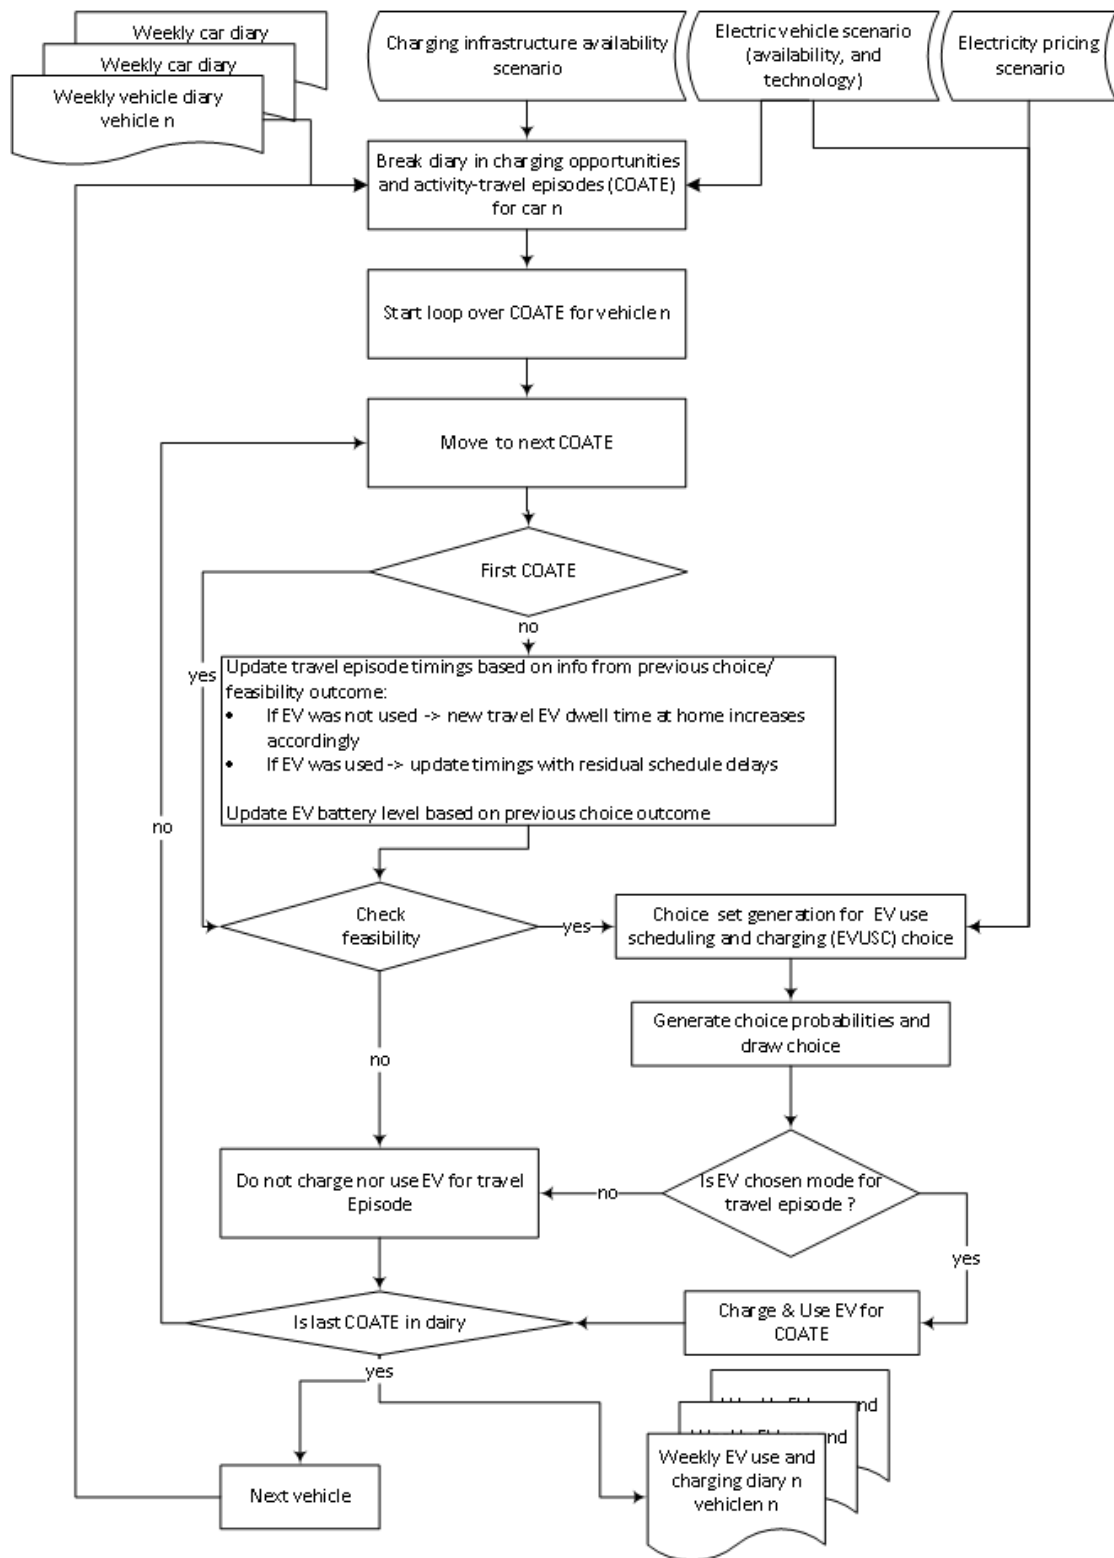 Weekly car diary
Weekly car diary
Weekly vehicle diary
vehicle n
Charging infrastructure availability
scenario
Electric vehicle scenario
(availability, and
technology)
Electricity pricing
scenario
Break diary in charging opportunities
and activity-travel episodes (COATE)
for car n
Start loop over COATE for vehicle n
Move to next COATE
First COATE
no
yes
Update travel episode timings based on info from previous choice/
feasibility outcome:
• If EV was not used -> new travel EV dwell time at home increases
accordingly
• If EV was used -> update timings with residual schedule delays
Update EV battery level based on previous choice outcome
no
Check
feasibility
yes
Choice set generation for EV use
scheduling and charging (EVUSC) choice
Generate choice probabilities and
draw choice
no
Is EV chosen mode for
travel episode ?
no
yes
Do not charge nor use EV for travel
Episode
Is last COATE in dairy
Charge & Use EV for
COATE
yes
Next vehicle
Weekly EV use and
charging diary n
vehiclen n